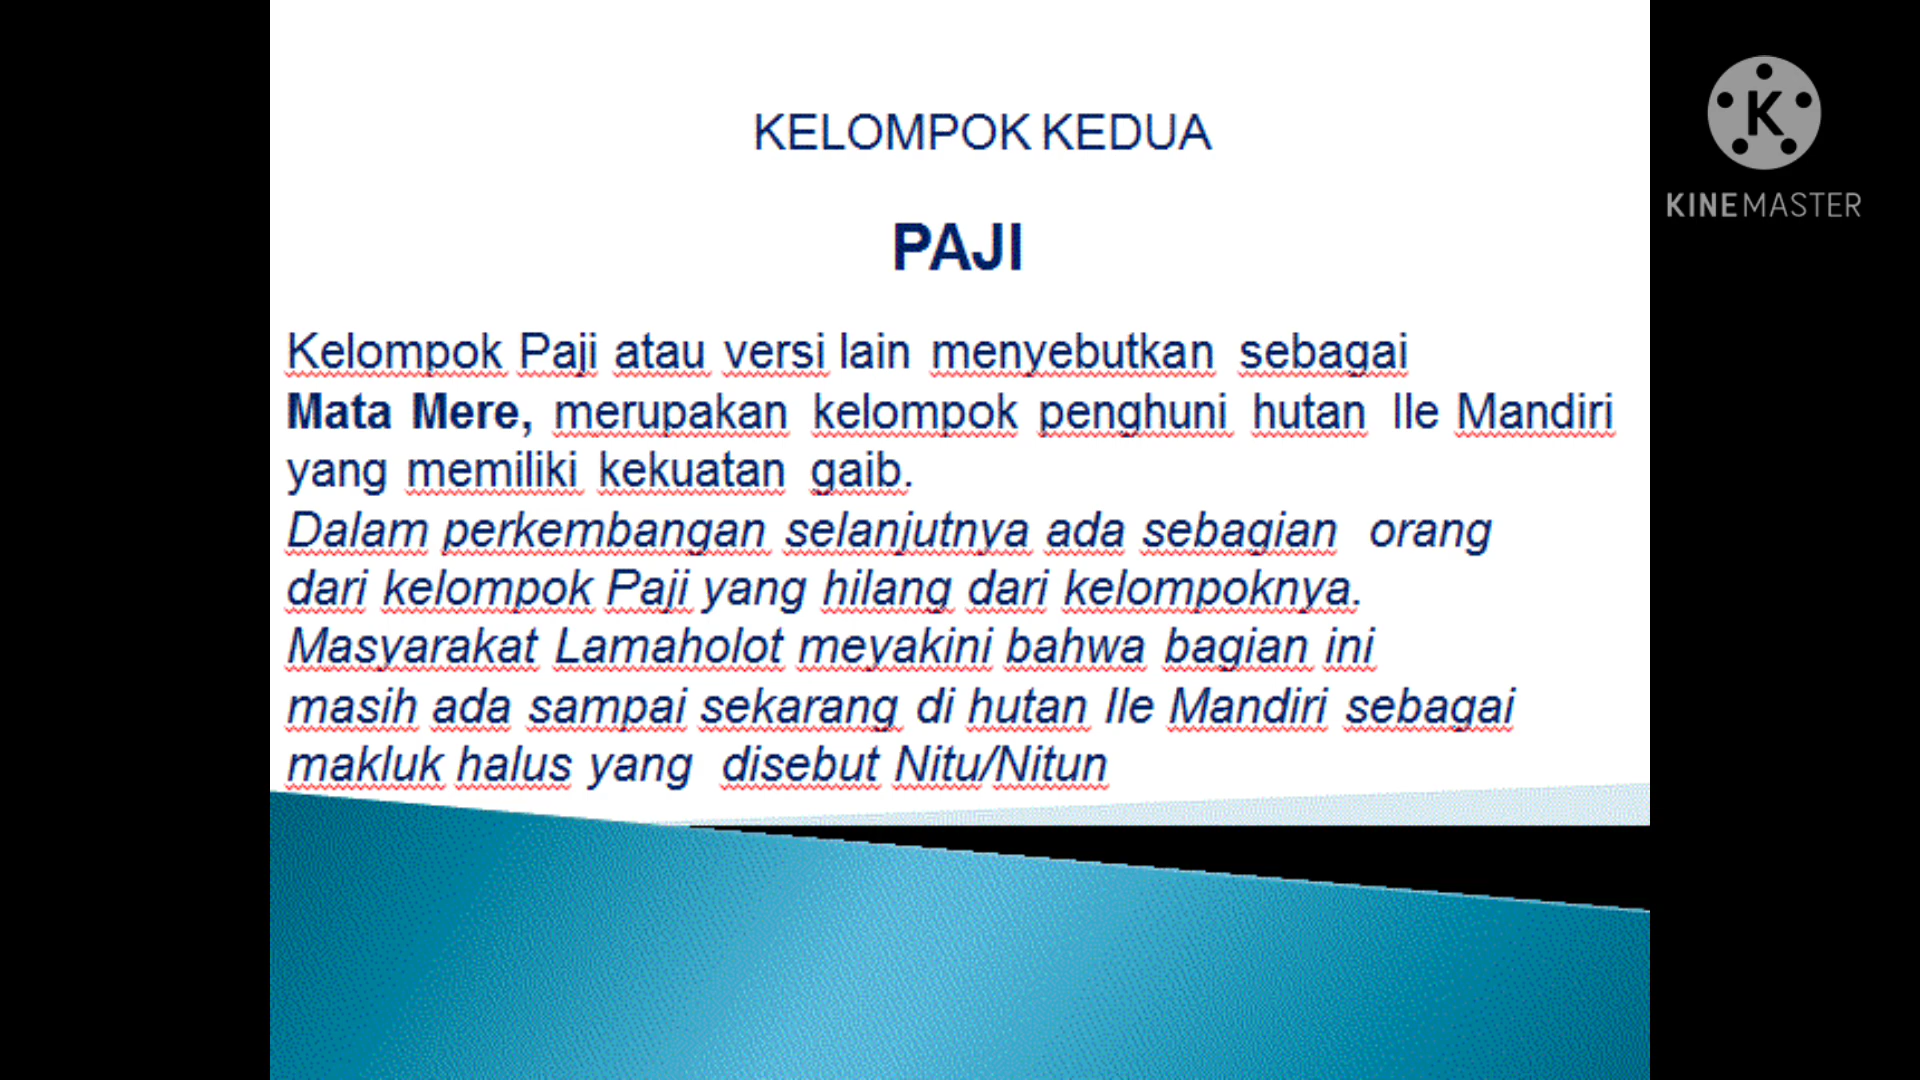 KELOMPOK KEDUA
PAJI
Kelompok Paji atau versi lain menyebutkan sebagai
Mata Mere, merupakan kelompok penghuni hutan Ile Mandiri
yang memiliki kekuatan gaib.
Dalam perkembangan selanjutnya ada sebagian orang
dari kelompok Paji yang hilang dari kelompoknya.
Masyarakat Lamaholot meyakini bahwa bagian ini
masih ada sampai sekarang di hutan Ile Mandiri sebagai
makluk halus yang disebut Nitu/Nitun
K
KINEMASTER